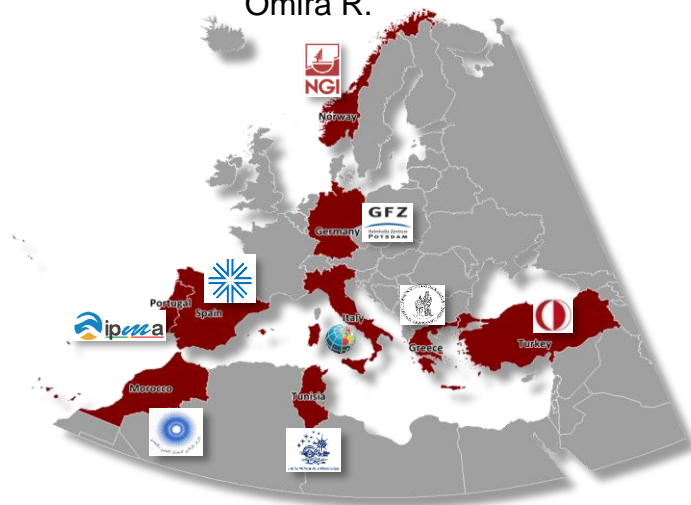 Omira R.
NGI
Norway
GFZ
Helmholtz Zentrum
POTSDAM
Germany
Portugal
Spain
Italy
ipma
Greece
Turkey
Morocco
Tunisia